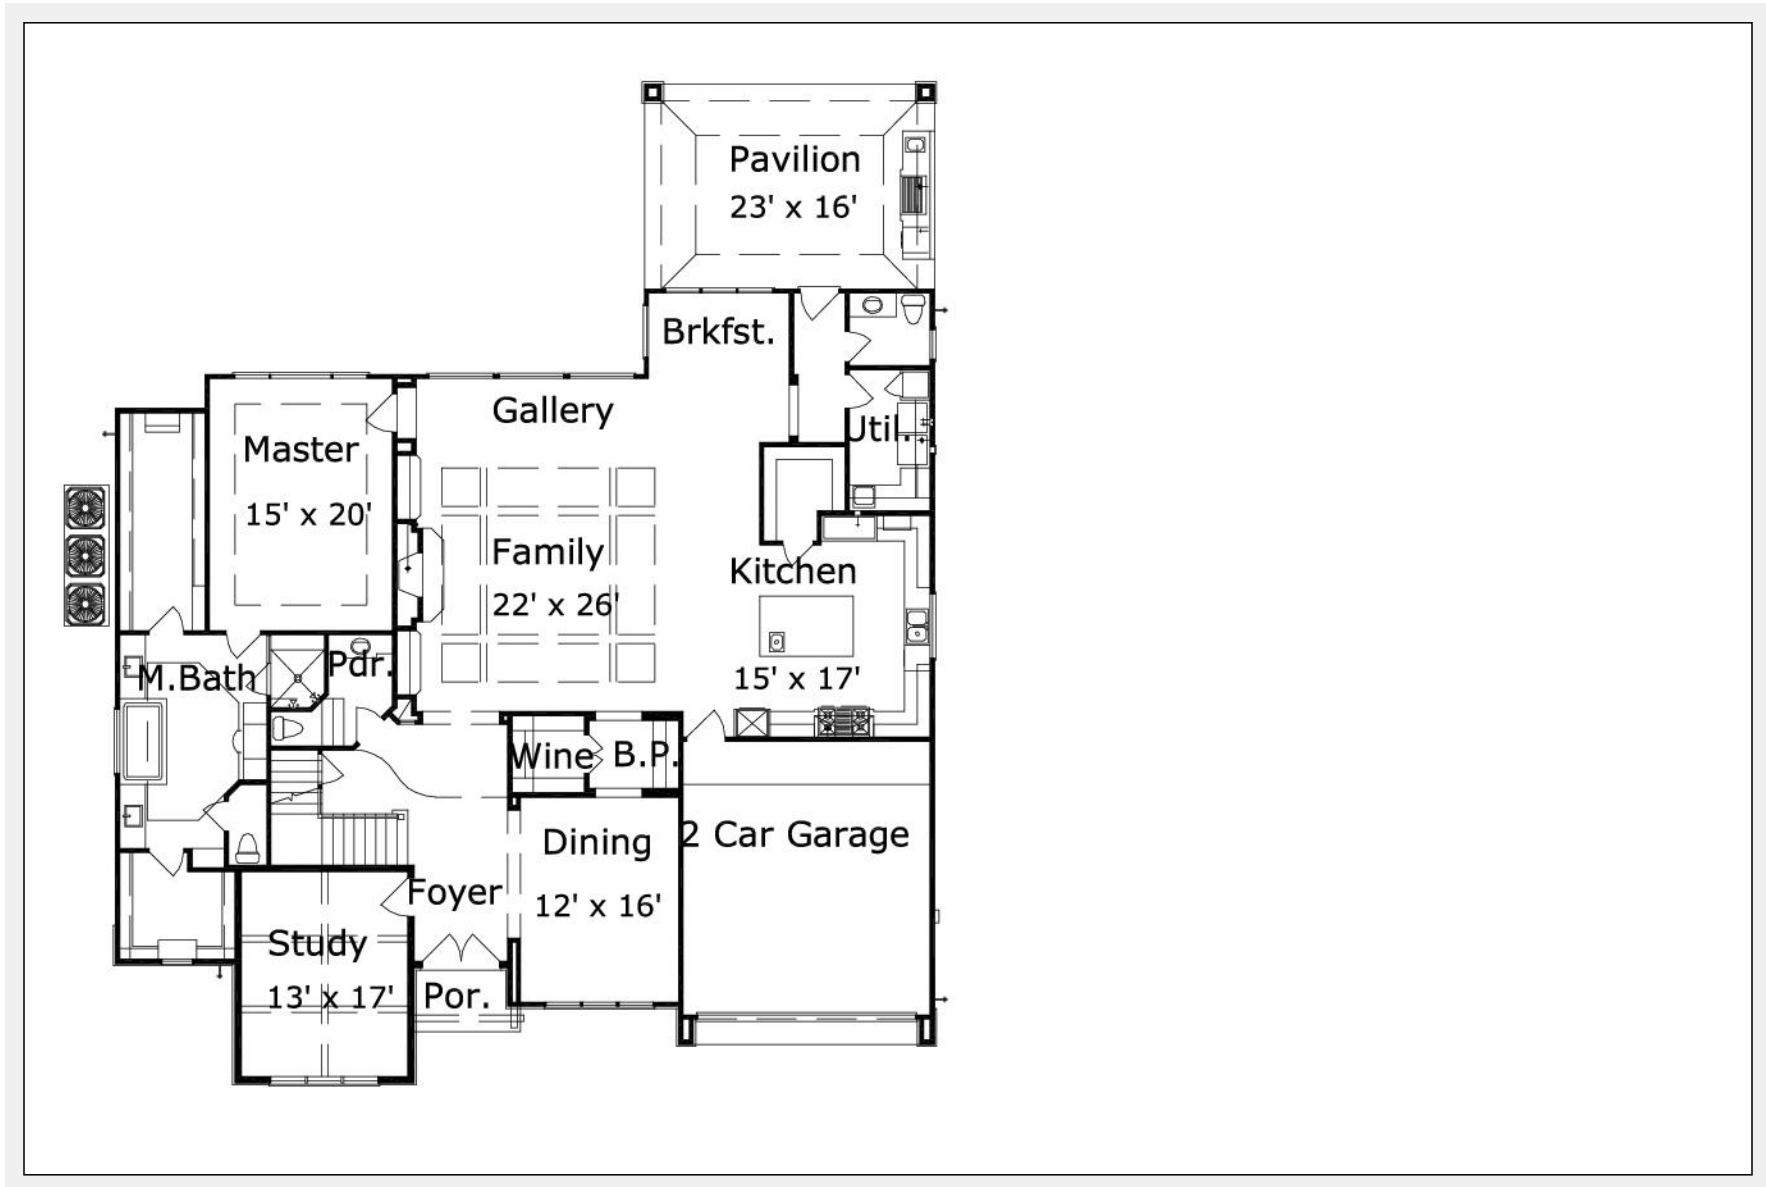 Pavilion
23' x 16'
Brkfst.
Gallery
Master
15' x 20'
Util.
Family
22' x 26'
Kitchen
15' x 17'
M.Bath
Pdr.
Wine
B.P.
Dining
12' x 16'
2 Car Garage
Foyer
Study
13' x 17'
Por.